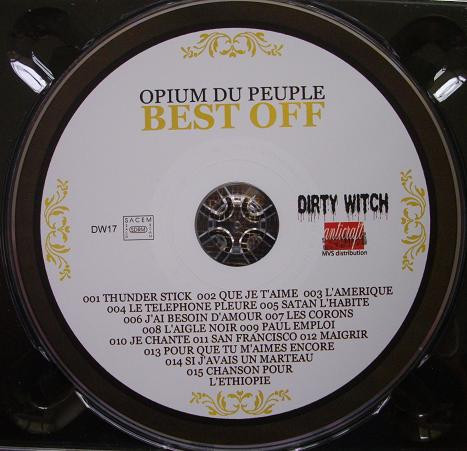 OPIUM DU PEUPLE
BEST OFF
DIRTY WITCH
DW17
SACEM
SDRM
anticraft
MVS distribution
001 THUNDER STICK 002 QUE JE T'AIME 003 L'AMERIQUE
004 LE TELEPHONE PLEURE 005 SATAN L'HABITE
006 J'AI BESOIN D'AMOUR 007 LES CORONS
008 L'AIGLE NOIR 009 PAUL EMPLOI
010 JE CHANTE 011 SAN FRANCISCO 012 MAIGRIR
013 POUR QUE TU M'AIMES ENCORE
014 SI J'AVAIS UN MARTEAU
015 CHANSON POUR
L'ETHIOPIE